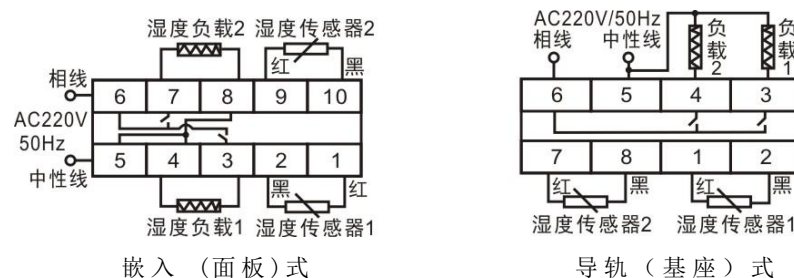 湿度负载2 湿度传感器2
红 黑
相线
6 7 8 9 10
AC220V
50Hz
5 4 3 2 1
中性线
黑 红
湿度负载1 湿度传感器1
嵌入 (面板)式
AC220V/50Hz
相线 中性线
负载2
负载1
6 5 4 3
7 8 1 2
红 黑 红 黑
湿度传感器2 湿度传感器1
导轨 (基座) 式